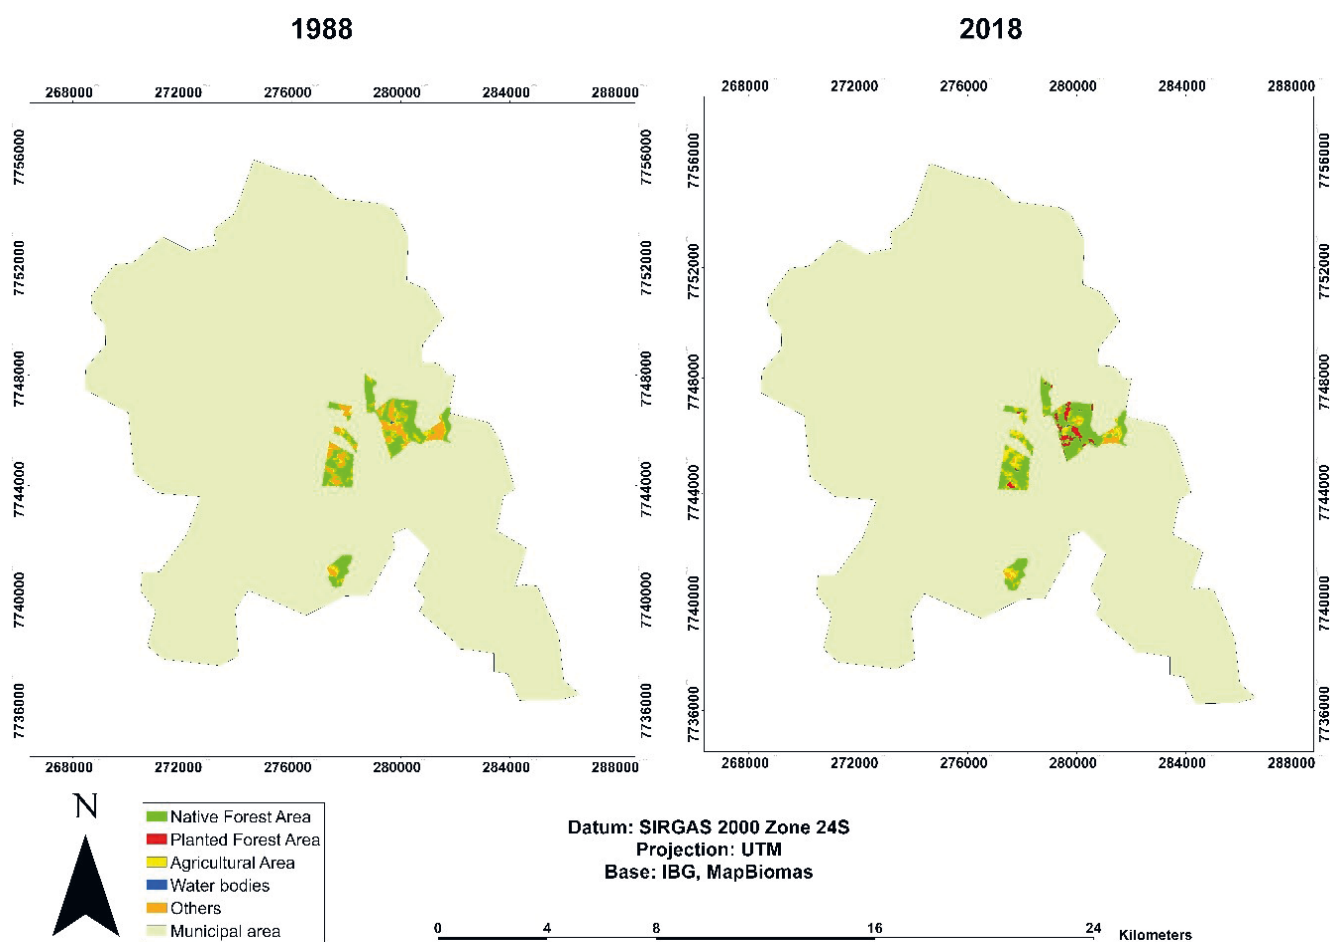 1988
2018
268000 272000 276000 280000 284000 288000
268000 272000 276000 280000 284000 288000
7756000
7756000
7756000
7756000
7752000
7752000
7752000
7752000
7748000
7748000
7748000
7748000
7744000
7744000
7744000
7744000
7740000
7740000
7740000
7740000
7736000
7736000
7736000
7736000
268000 272000 276000 280000 284000 288000
268000 272000 276000 280000 284000 288000
N
Native Forest Area
Planted Forest Area
Agricultural Area
Water bodies
Others
Municipal area
Datum: SIRGAS 2000 Zone 24S
Projection: UTM
Base: IBG, MapBiomas
0 4 8 16 24
Kilometers